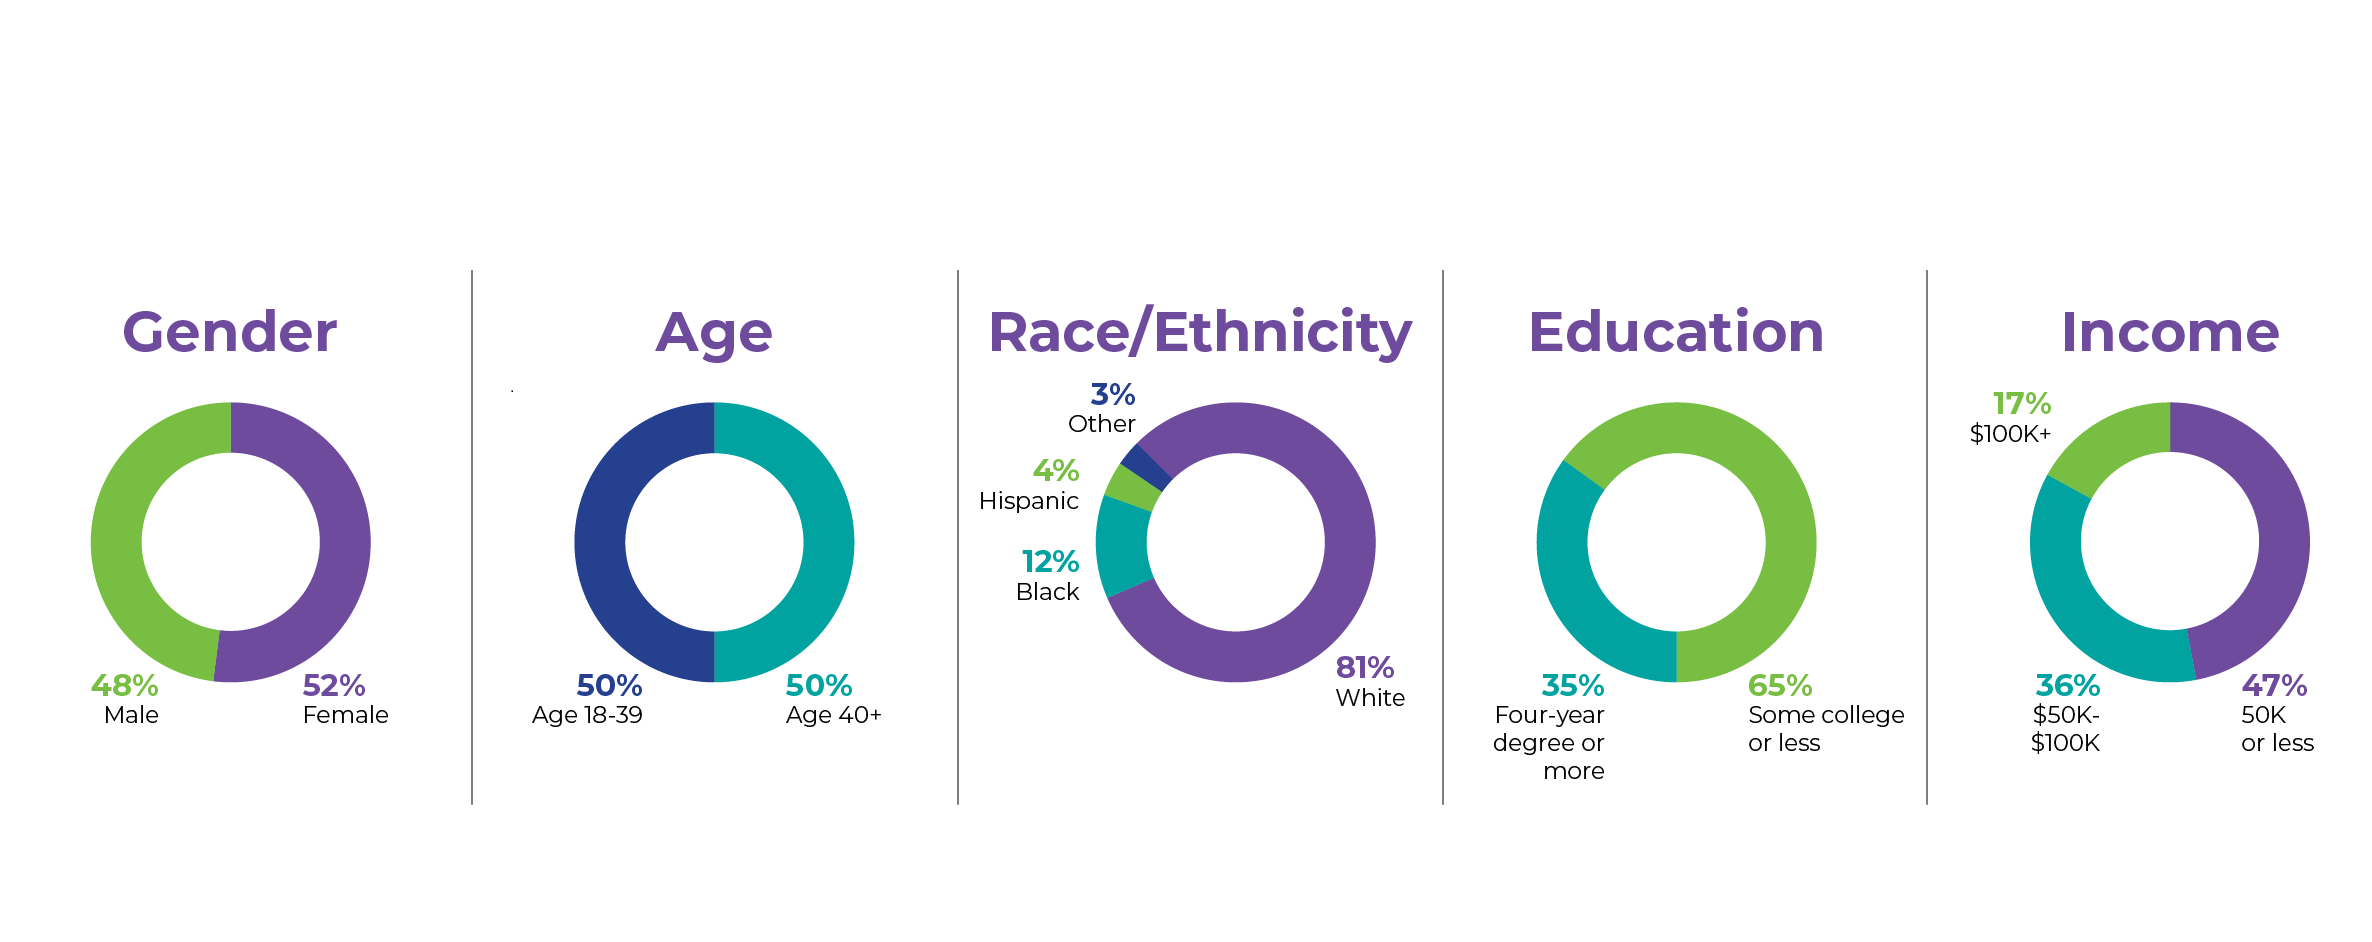 Gender
48%
Male
52%
Female
Age
50%
Age 18-39
50%
Age 40+
Race/Ethnicity
3%
Other
4%
Hispanic
12%
Black
81%
White
Education
35%
Four-year
degree or
more
65%
Some college
or less
Income
17%
$100K+
36%
$50K-
$100K
47%
50K
or less